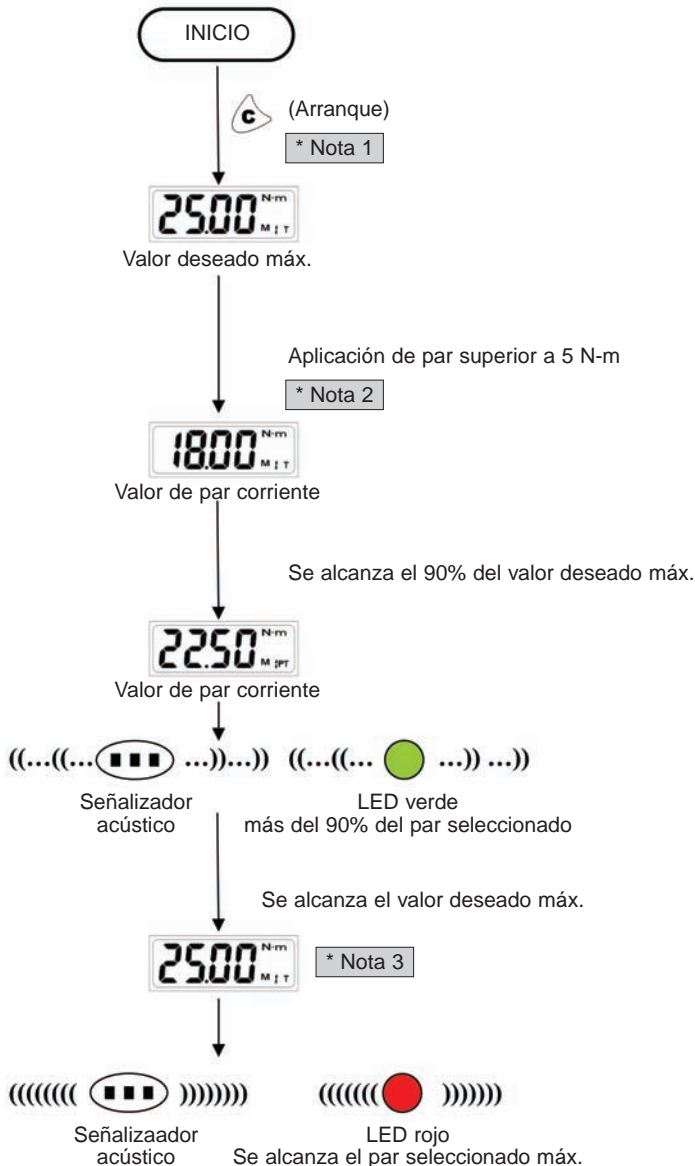 INICIO
C (Arranque)
* Nota 1
25.00 N·m
M T
Valor deseado máx.
Aplicación de par superior a 5 N-m
* Nota 2
18.00 N·m
M T
Valor de par corriente
Se alcanza el 90% del valor deseado máx.
22.50 N·m
M PT
Valor de par corriente
((...((... ...))...)) ((...((... ...)) ...))
Señalizador
acústico
LED verde
más del 90% del par seleccionado
Se alcanza el valor deseado máx.
25.00 N·m
M T
* Nota 3
(((((((( )))))))) ((((((( )))))))
Señalizaador
acústico
LED rojo
Se alcanza el par seleccionado máx.